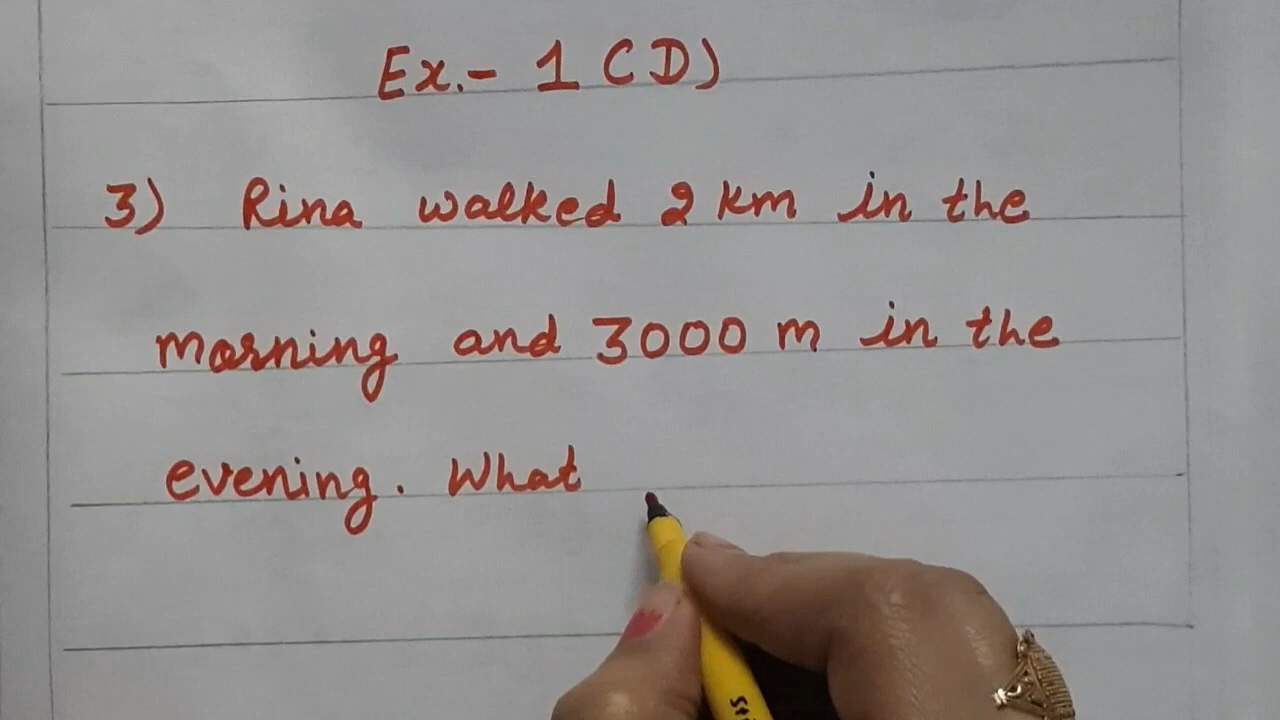 Ex.- 1 (D)
3) Rina walked 2 km in the
morning and 3000 m in the
evening. What